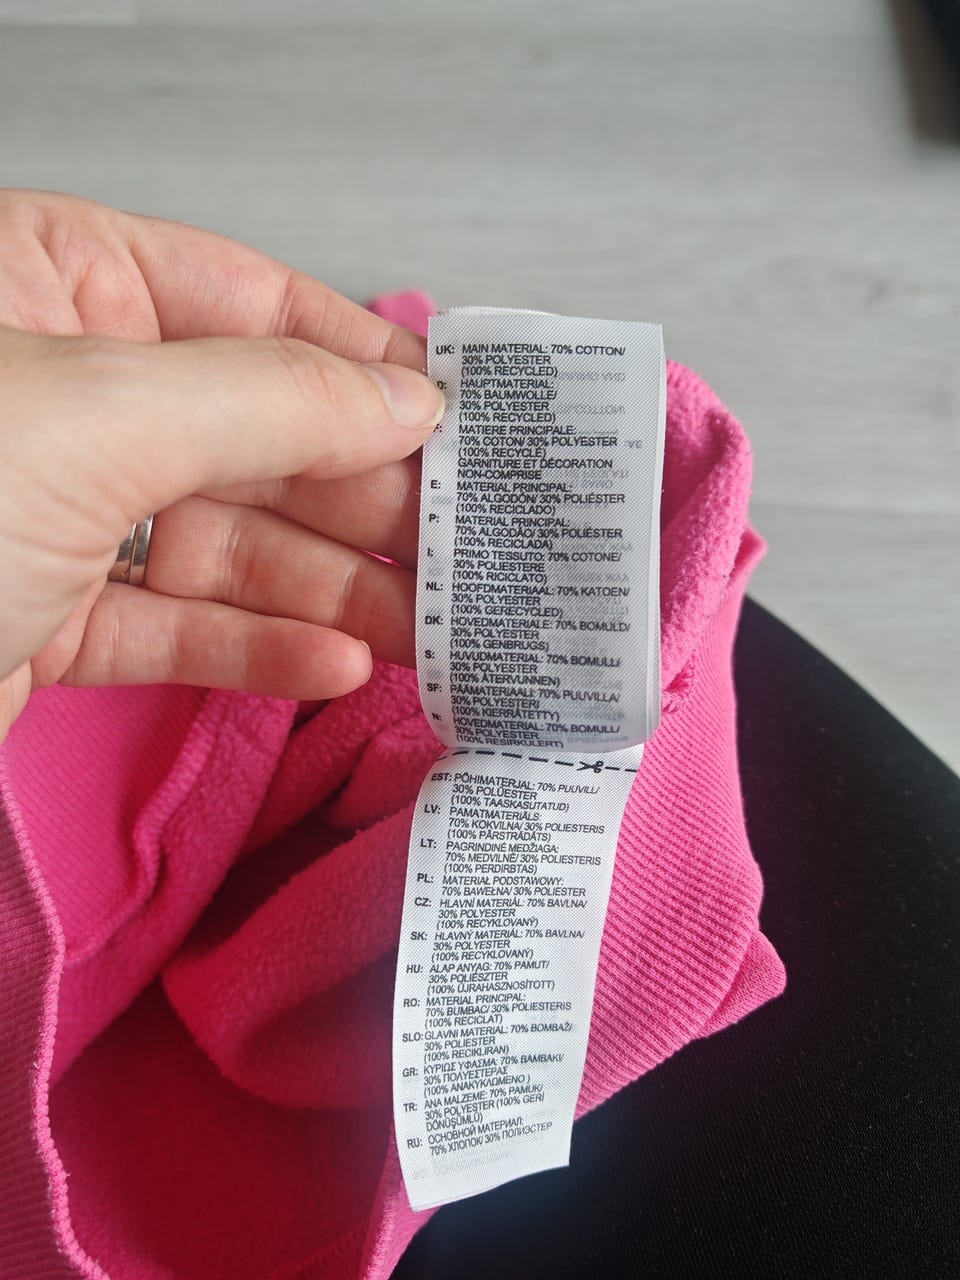 UK: MAIN MATERIAL: 70% COTTON/
30% POLYESTER
(100% RECYCLED)
D: HAUPTMATERIAL:
70% BAUMWOLLE/
30% POLYESTER
(100% RECYCLED)
F: MATIERE PRINCIPALE:
70% COTON/ 30% POLYESTER
(100% RECYCLÉ)
GARNITURE ET DÉCORATION
NON-COMPRISE
E: MATERIAL PRINCIPAL:
70% ALGODÓN/ 30% POLIÉSTER
(100% RECICLADO)
P: MATERIAL PRINCIPAL:
70% ALGODÃO/ 30% POLIÉSTER
(100% RECICLADA)
I: PRIMO TESSUTO: 70% COTONE/
30% POLIESTERE
(100% RICICLATO)
NL: HOOFDMATERIAAL: 70% KATOEN/
30% POLYESTER
(100% GERECYCLED)
DK: HOVEDMATERIALE: 70% BOMULD/
30% POLYESTER
(100% GENBRUGS)
S: HUVUDMATERIAL: 70% BOMULL/
30% POLYESTER
(100% ÅTERVUNNEN)
SF: PÄÄMATERIAALI: 70% PUUVILLA/
30% POLYESTERI
(100% KIERRÄTETTY)
N: HOVEDMATERIAL: 70% BOMULL/
30% POLYESTER
(100% RESIRKULERT)
EST: PÕHIMATERJAL: 70% PUUVILL/
30% POLÜESTER
(100% TAASKASUTATUD)
LV: PAMATMATERIĀLS:
70% KOKVILNA/ 30% POLIESTERIS
(100% PĀRSTRĀDĀTS)
LT: PAGRINDINĖ MEDŽIAGA:
70% MEDVILNĖ/ 30% POLIESTERIS
(100% PERDIRBTAS)
PL: MATERIAŁ PODSTAWOWY:
70% BAWEŁNA/ 30% POLIESTER
CZ: HLAVNÍ MATERIÁL: 70% BAVLNA/
30% POLYESTER
(100% RECYKLOVANÝ)
SK: HLAVNÝ MATERIÁL: 70% BAVLNA/
30% POLYESTER
(100% RECYKLOVANÝ)
HU: ALAP ANYAG: 70% PAMUT/
30% POLIÉSZTER
(100% ÚJRAHASZNOSÍTOTT)
RO: MATERIAL PRINCIPAL:
70% BUMBAC/ 30% POLIESTERIS
(100% RECICLAT)
SLO: GLAVNI MATERIAL: 70% BOMBAŽ/
30% POLIESTER
(100% RECIKLIRAN)
GR: ΚΥΡΙΩΣ ΥΦΑΣΜΑ: 70% ΒΑΜΒΑΚΙ/
30% ΠΟΛΥΕΣΤΕΡΑΣ
(100% ΑΝΑΚΥΚΛΩΜΕΝΟ )
TR: ANA MALZEME: 70% PAMUK/
30% POLYESTER (100% GERİ
DÖNÜŞÜMLÜ)
RU: ОСНОВНОЙ МАТЕРИАЛ:
70% ХЛОПОК/ 30% ПОЛИЭСТЕР